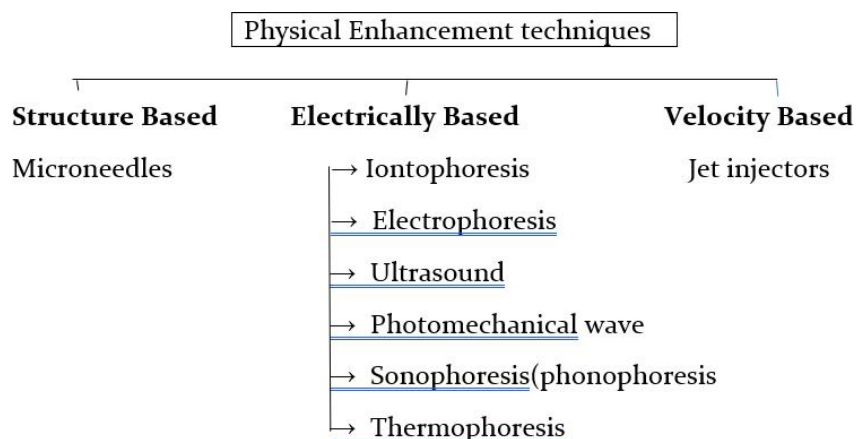 Physical Enhancement techniques
Structure Based Electrically Based Velocity Based
Microneedles → Iontophoresis Jet injectors
→ Electrophoresis
→ Ultrasound
→ Photomechanical wave
→ Sonophoresis(phonophoresis
→ Thermophoresis